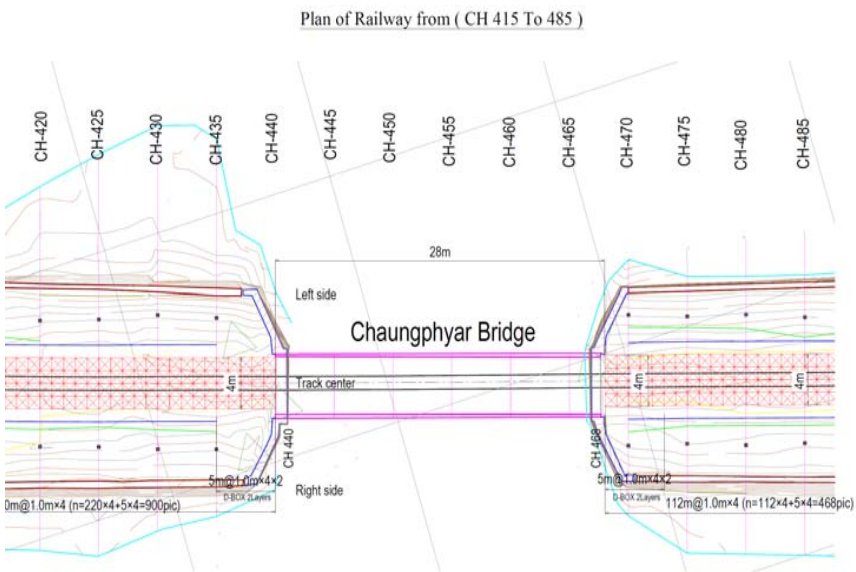 Plan of Railway from ( CH 415 To 485 )
CH-420
CH-425
CH-430
CH-435
CH-440
CH-445
CH-450
CH-455
CH-460
CH-465
CH-470
CH-475
CH-480
CH-485
28m
Left side
Chaungphyar Bridge
4m
Track center
4m
4m
CH 440
CH 468
5m@1.0m×4×2
D-BOX 2Layers
Right side
5m@1.0m×4×2
D-BOX 2Layers
0m@1.0m×4 (n=220×4+5×4=900pic)
112m@1.0m×4 (n=112×4+5×4=468pic)